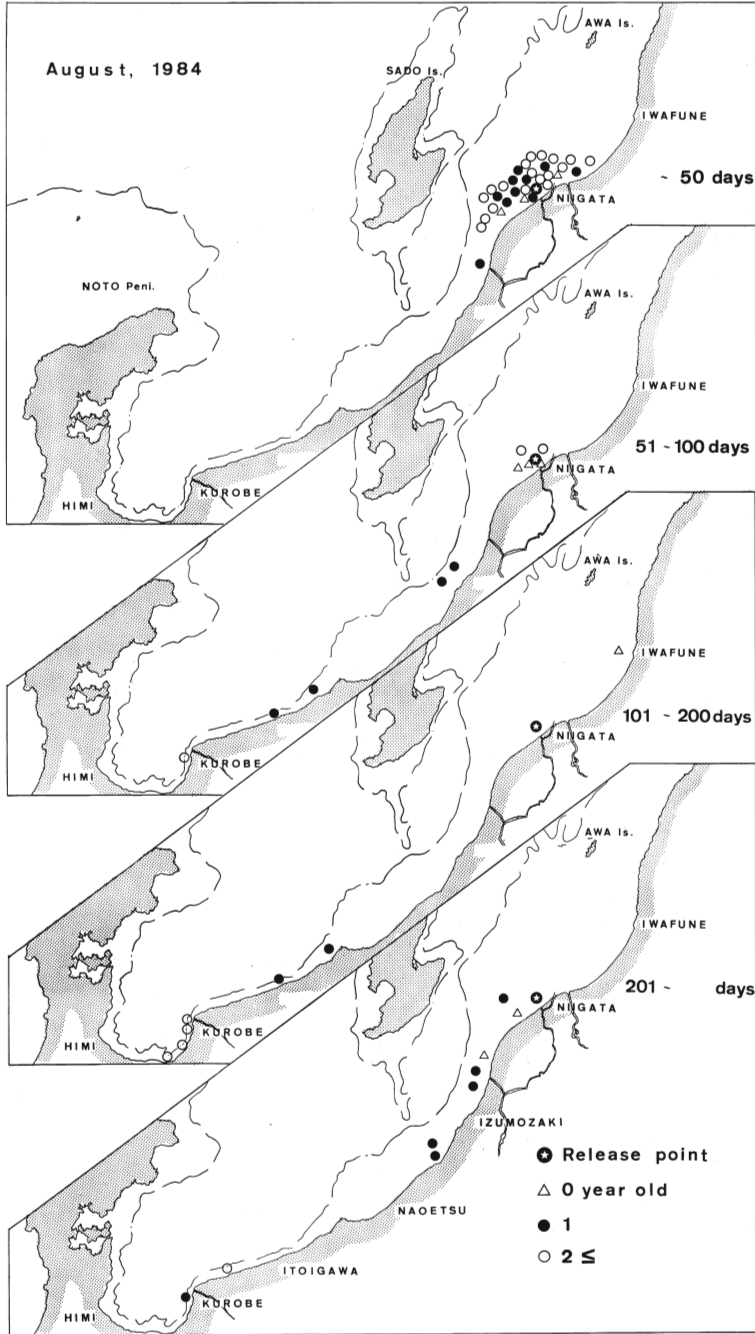 August, 1984
AWA Is.
SADO Is.
IWAFUNE
~ 50 days
NIIGATA
NOTO Peni.
HIMI
KUROBE
AWA Is.
IWAFUNE
51 ~ 100 days
NIIGATA
HIMI
KUROBE
AWA Is.
IWAFUNE
101 ~ 200 days
NIIGATA
HIMI
KUROBE
AWA Is.
IWAFUNE
201 ~ days
NIIGATA
IZUMOZAKI
NAOETSU
ITOIGAWA
KUROBE
HIMI
Release point
0 year old
1
2 ≤